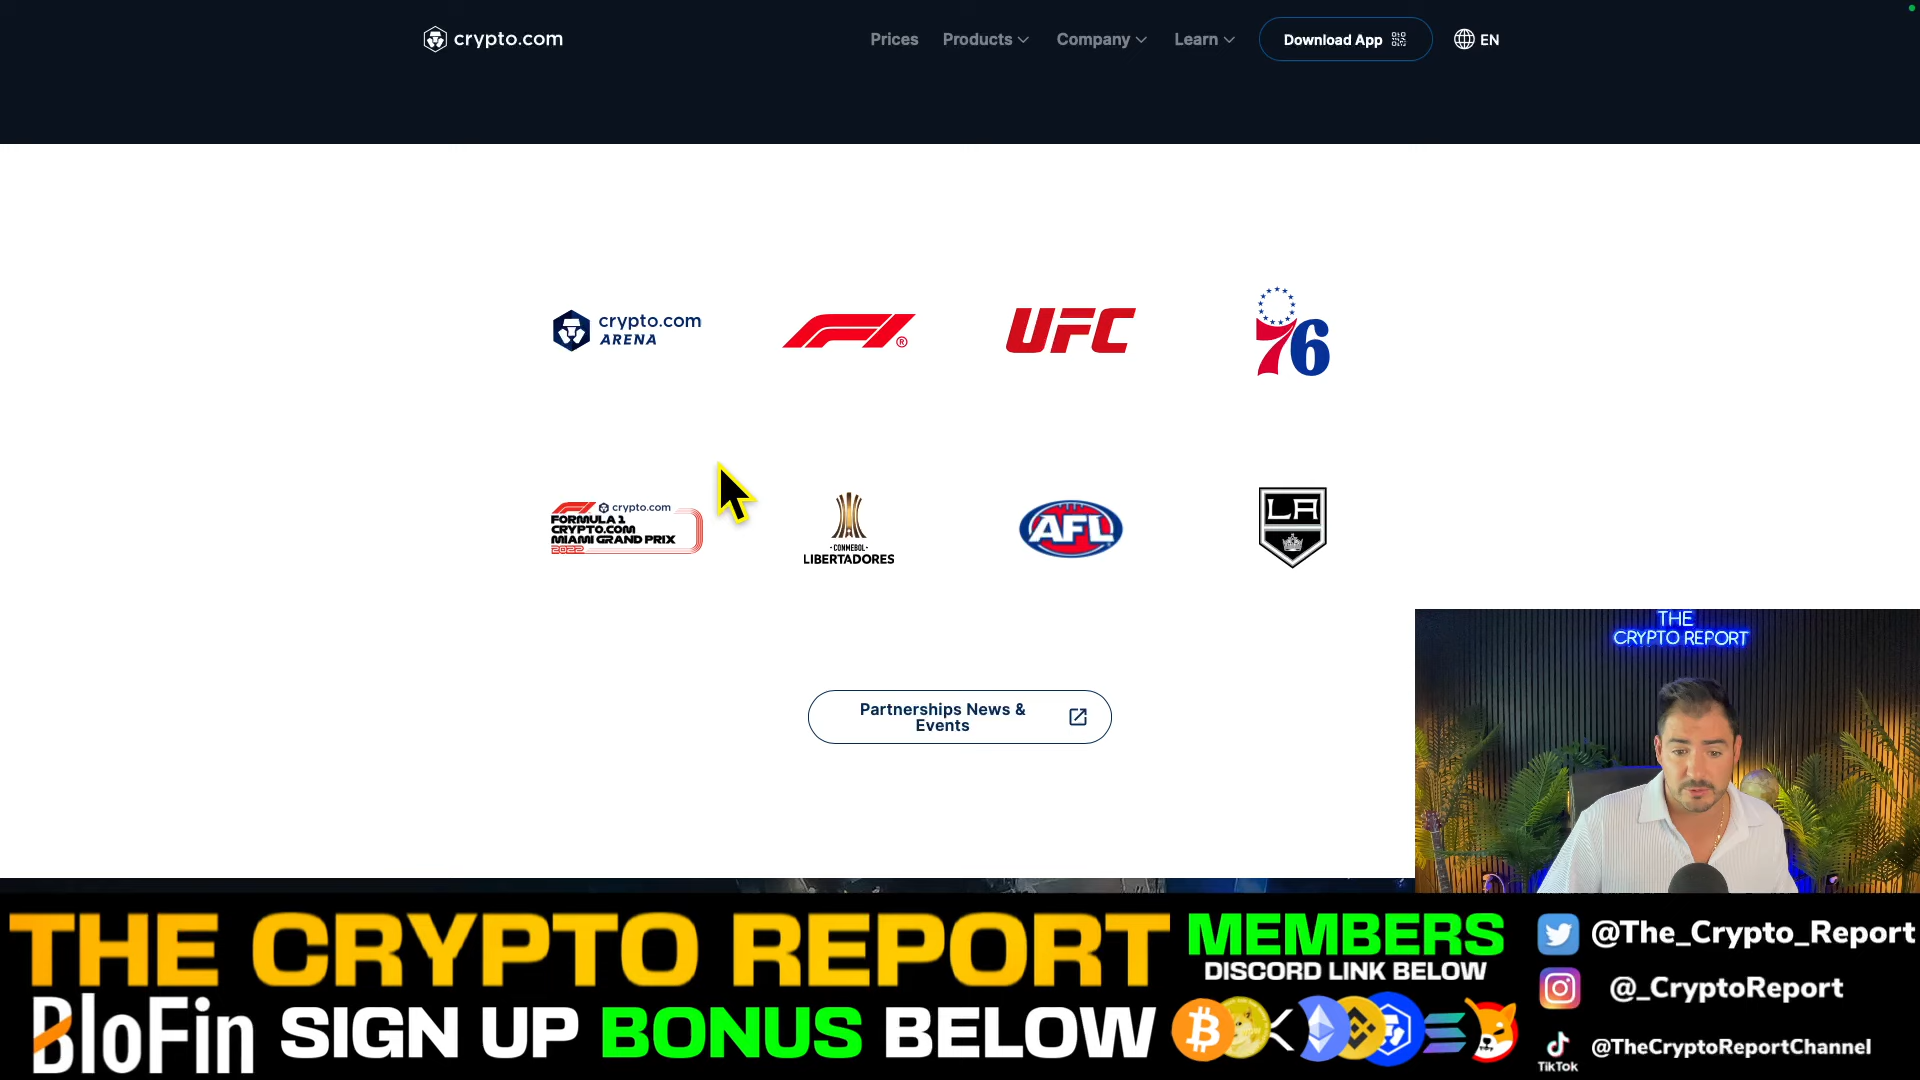 crypto.com
Prices
Products
Company
Learn
Download App
EN
crypto.com
ARENA
F1®
UFC
76
crypto.com
FORMULA 1
CRYPTO.COM
MIAMI GRAND PRIX
2022
-CONMEBOL-
LIBERTADORES
AFL
LA
Partnerships News &
Events
THE
CRYPTO REPORT
THE CRYPTO REPORT
BloFin SIGN UP BONUS BELOW
MEMBERS
DISCORD LINK BELOW
@The_Crypto_Report
@_CryptoReport
TikTok
@TheCryptoReportChannel